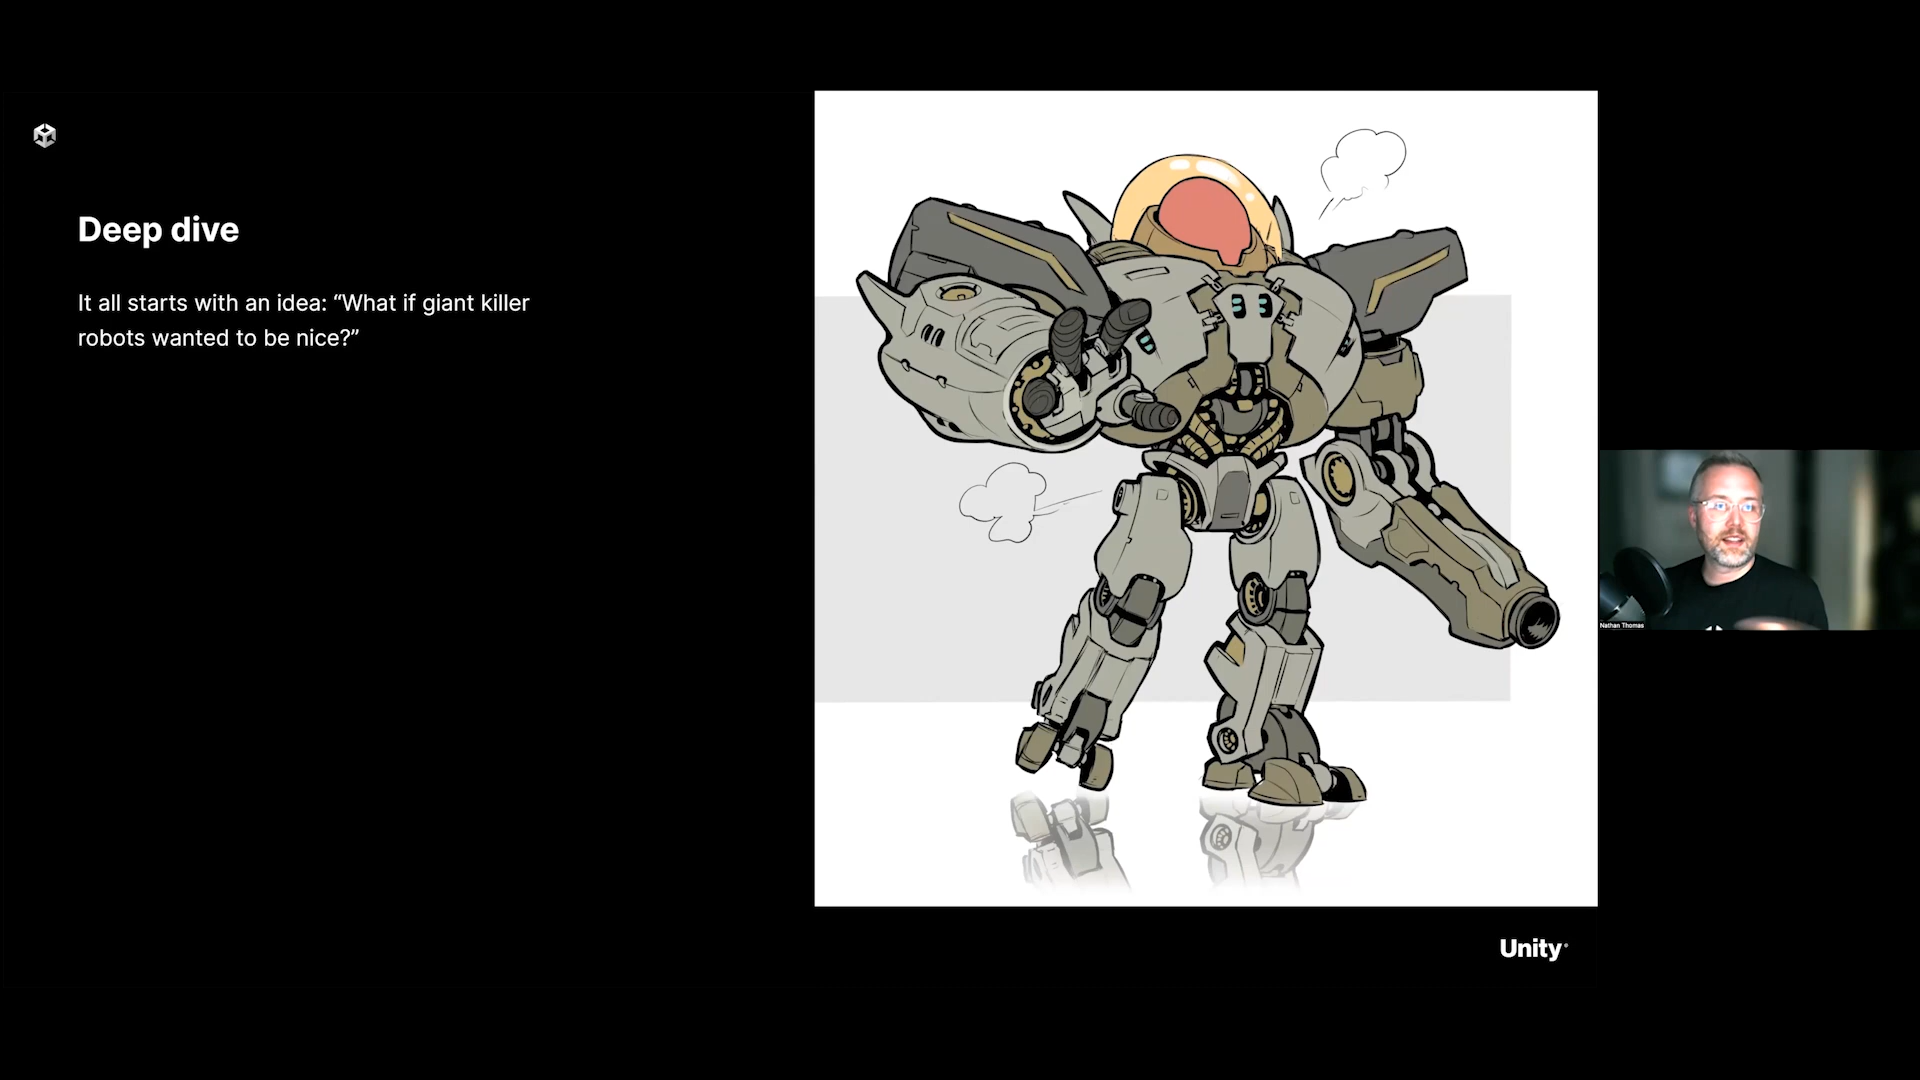 Deep dive
It all starts with an idea: “What if giant killer
robots wanted to be nice?”
Nathan Thomas
Unity